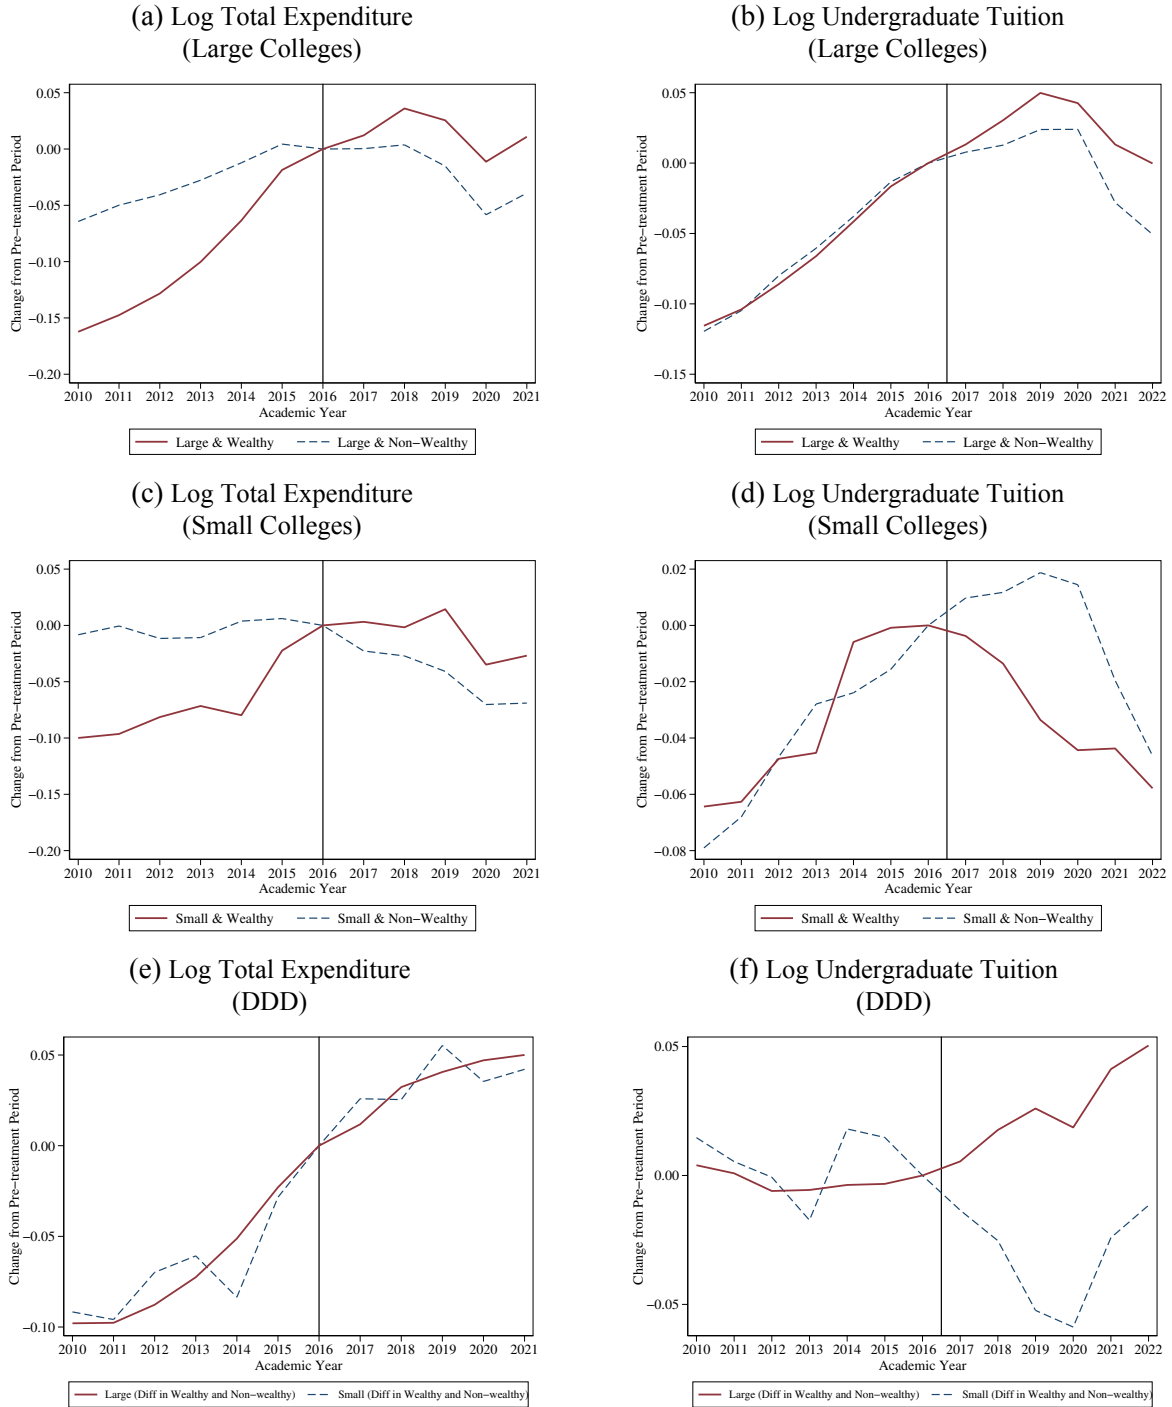 (a) Log Total Expenditure
(Large Colleges)
Change from Pre−treatment Period
0.05
0.00
−0.05
−0.10
−0.15
−0.20
2010 2011 2012 2013 2014 2015 2016 2017 2018 2019 2020 2021
Academic Year
Large & Wealthy Large & Non−Wealthy
(b) Log Undergraduate Tuition
(Large Colleges)
Change from Pre−treatment Period
0.05
0.00
−0.05
−0.10
−0.15
2010 2011 2012 2013 2014 2015 2016 2017 2018 2019 2020 2021 2022
Academic Year
Large & Wealthy Large & Non−Wealthy
(c) Log Total Expenditure
(Small Colleges)
Change from Pre−treatment Period
0.05
0.00
−0.05
−0.10
−0.15
−0.20
2010 2011 2012 2013 2014 2015 2016 2017 2018 2019 2020 2021
Academic Year
Small & Wealthy Small & Non−Wealthy
(d) Log Undergraduate Tuition
(Small Colleges)
Change from Pre−treatment Period
0.02
0.00
−0.02
−0.04
−0.06
−0.08
2010 2011 2012 2013 2014 2015 2016 2017 2018 2019 2020 2021 2022
Academic Year
Small & Wealthy Small & Non−Wealthy
(e) Log Total Expenditure
(DDD)
Change from Pre−treatment Period
0.05
0.00
−0.05
−0.10
2010 2011 2012 2013 2014 2015 2016 2017 2018 2019 2020 2021
Academic Year
Large (Diff in Wealthy and Non−wealthy) Small (Diff in Wealthy and Non−wealthy)
(f) Log Undergraduate Tuition
(DDD)
Change from Pre−treatment Period
0.05
0.00
−0.05
2010 2011 2012 2013 2014 2015 2016 2017 2018 2019 2020 2021 2022
Academic Year
Large (Diff in Wealthy and Non−wealthy) Small (Diff in Wealthy and Non−wealthy)